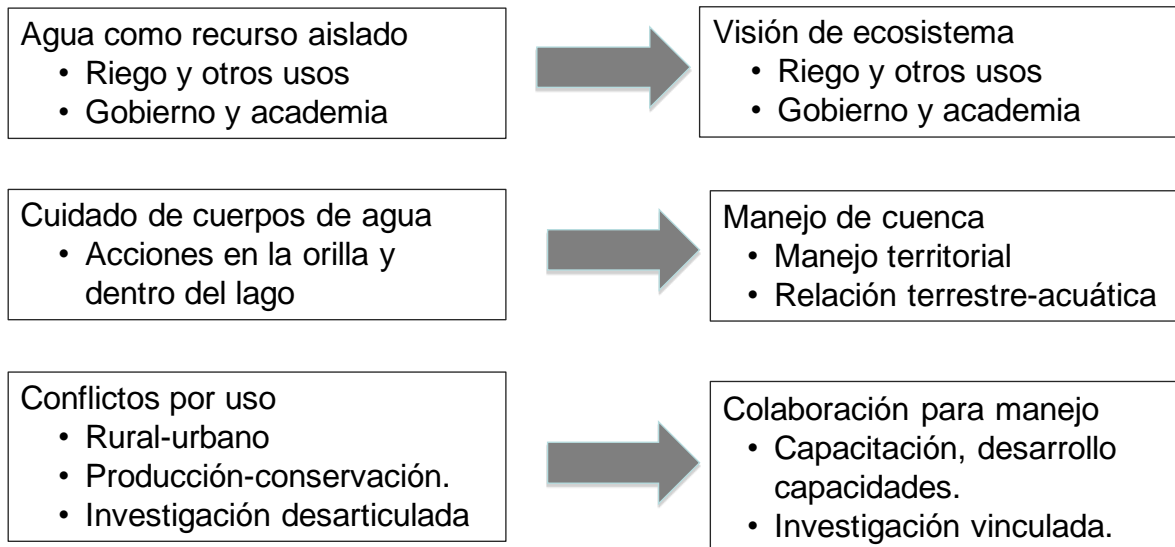 Agua como recurso aislado
• Riego y otros usos
• Gobierno y academia
Visión de ecosistema
• Riego y otros usos
• Gobierno y academia
Cuidado de cuerpos de agua
• Acciones en la orilla y
dentro del lago
Manejo de cuenca
• Manejo territorial
• Relación terrestre-acuática
Conflictos por uso
• Rural-urbano
• Producción-conservación.
• Investigación desarticulada
Colaboración para manejo
• Capacitación, desarrollo
capacidades.
• Investigación vinculada.